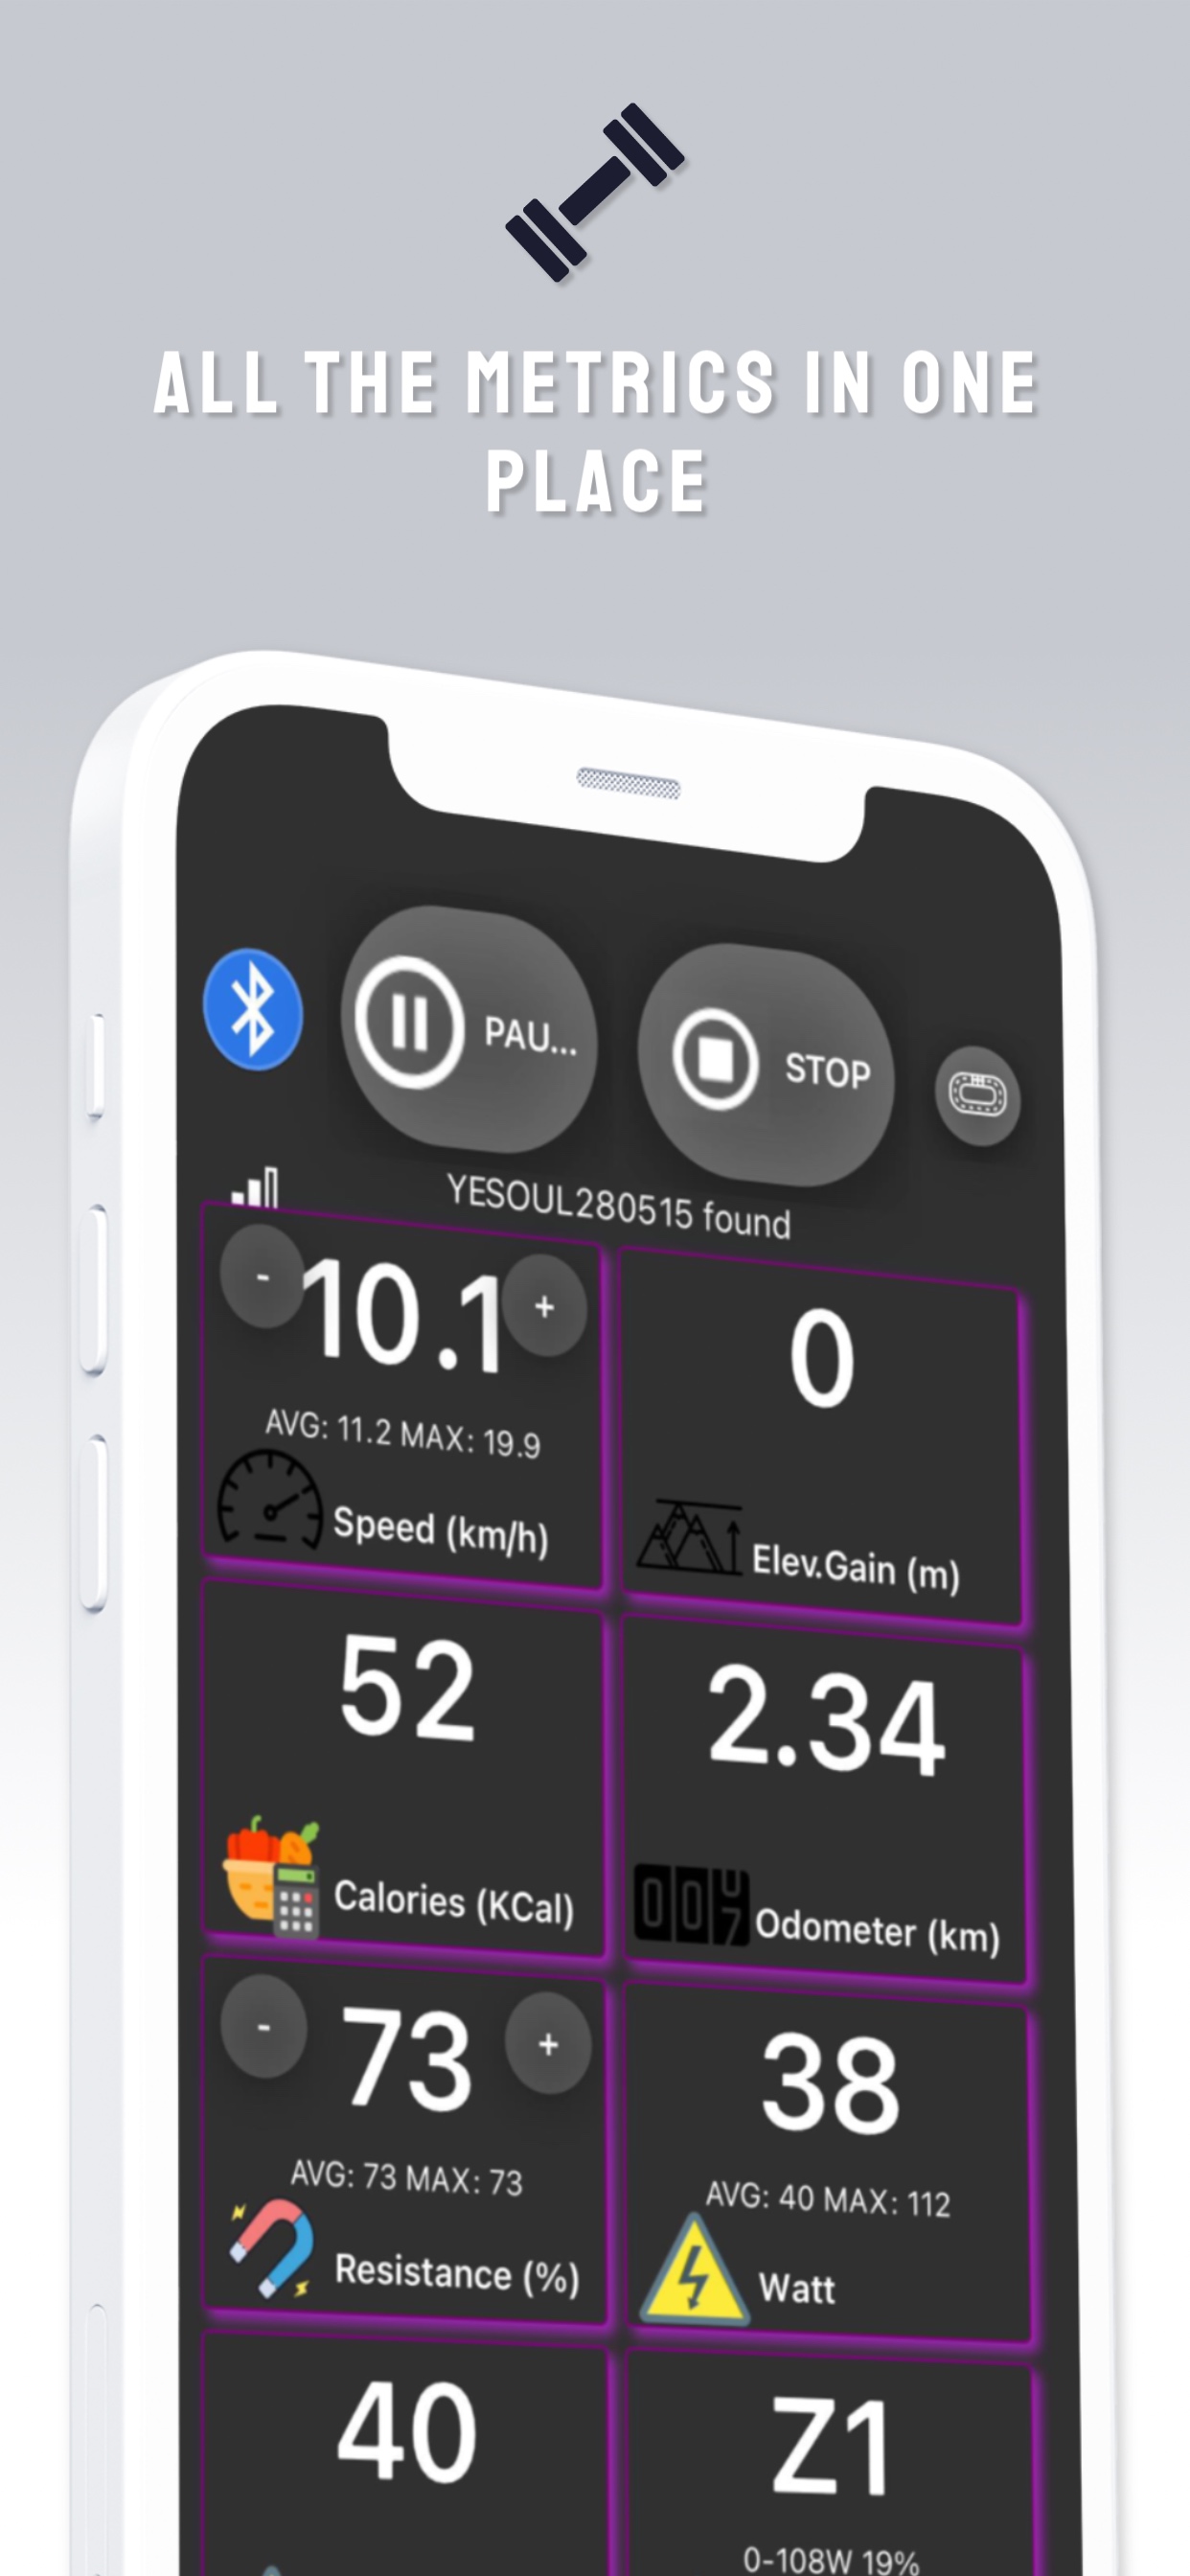 ALL THE METRICS IN ONE
PLACE
PAU...
STOP
YESOUL280515 found
-
10.1
+
AVG: 11.2 MAX: 19.9
Speed (km/h)
0
Elev.Gain (m)
52
Calories (KCal)
2.34
Odometer (km)
-
73
+
AVG: 73 MAX: 73
Resistance (%)
38
AVG: 40 MAX: 112
Watt
40
Z1
0-108W 19%